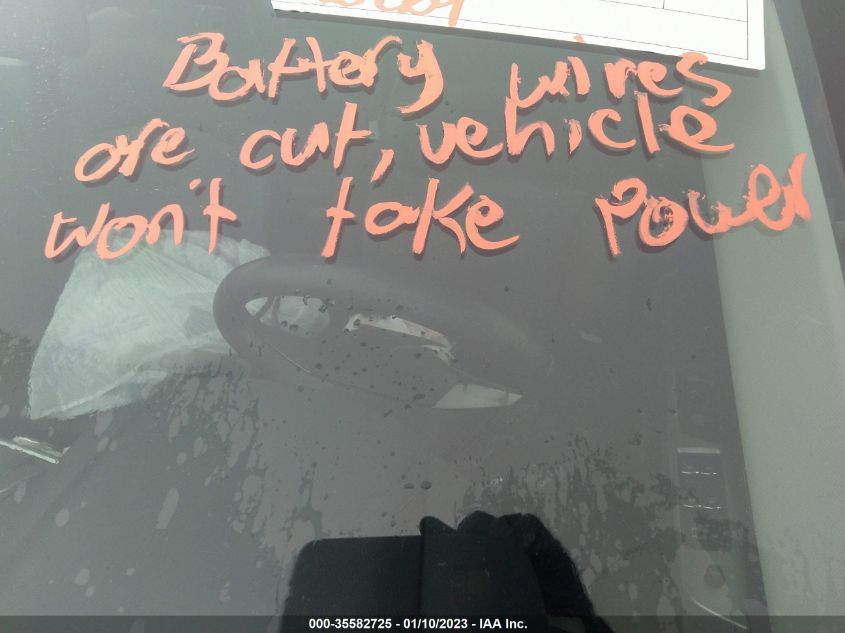 Battery wires
are cut, vehicle
won't take Power
000-35582725 - 01/10/2023 - IAA Inc.